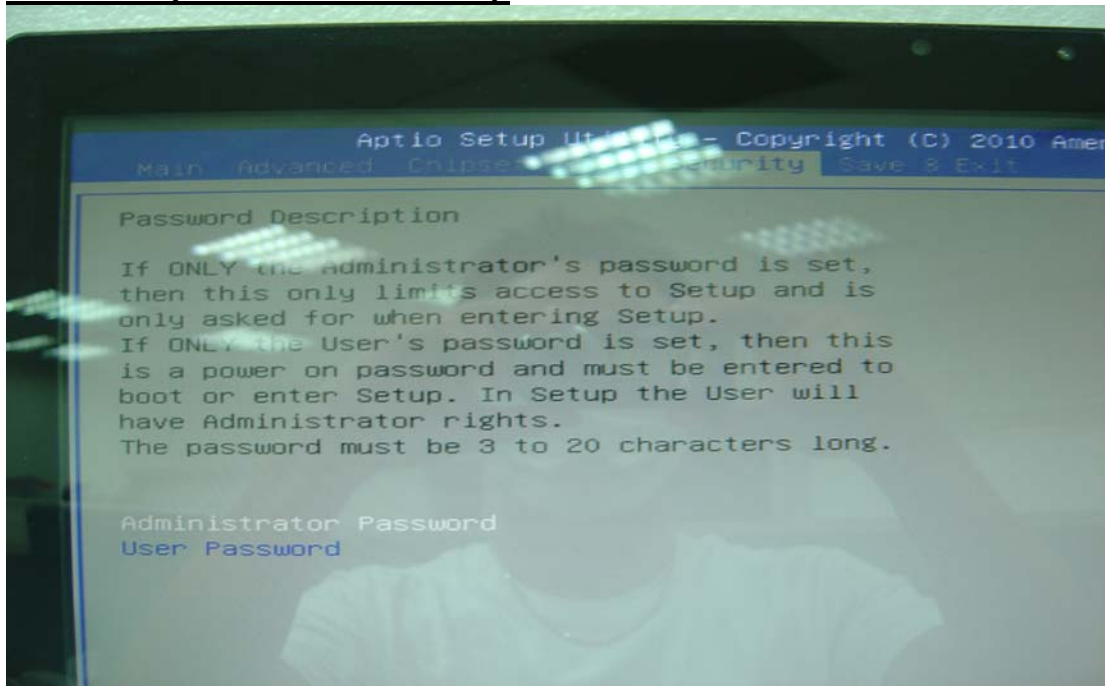 Aptio Setup - Copyright (C) 2010 Amer
Main Advanced Save & Exit
Password Description
If ONLY the Administrator's password is set,
then this only limits access to Setup and is
only asked for when entering Setup.
If ONLY the User's password is set, then this
is a power on password and must be entered to
boot or enter Setup. In Setup the User will
have Administrator rights.
The password must be 3 to 20 characters long.
Administrator Password
User Password